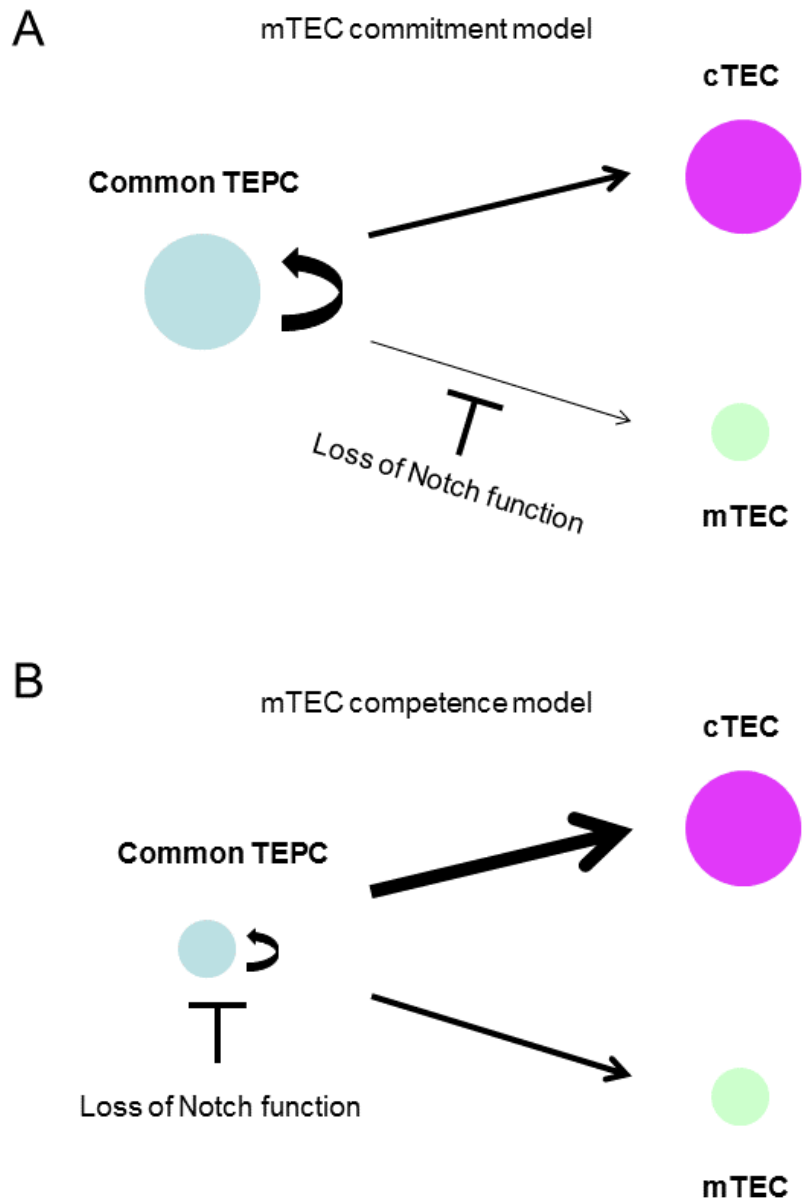 A
mTEC commitment model
cTEC
Common TEPC
Loss of Notch function
mTEC
B
mTEC competence model
cTEC
Common TEPC
Loss of Notch function
mTEC